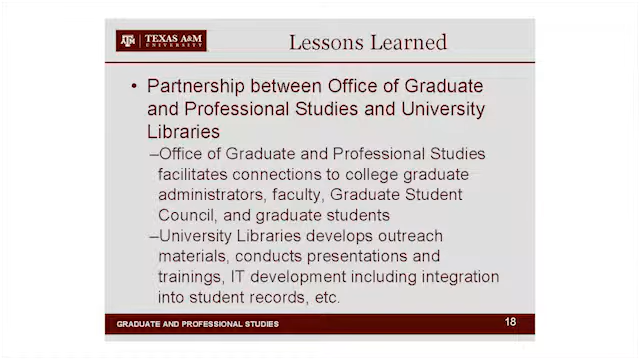 TEXAS A&M
UNIVERSITY
Lessons Learned
• Partnership between Office of Graduate
and Professional Studies and University
Libraries
–Office of Graduate and Professional Studies
facilitates connections to college graduate
administrators, faculty, Graduate Student
Council, and graduate students
–University Libraries develops outreach
materials, conducts presentations and
trainings, IT development including integration
into student records, etc.
GRADUATE AND PROFESSIONAL STUDIES
18